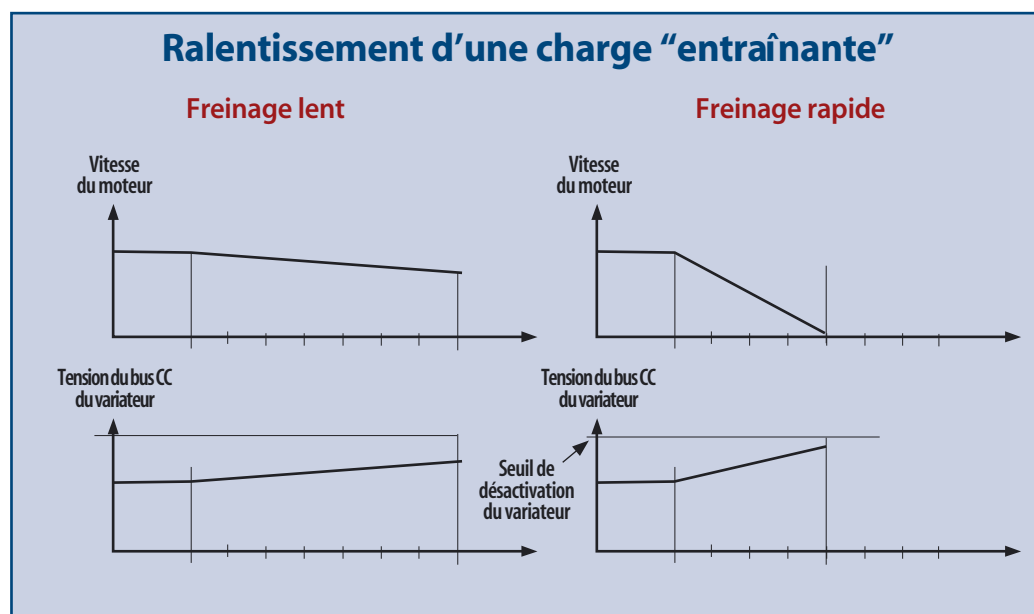 Ralentissement d’une charge “entraînante”
Freinage lent
Freinage rapide
Vitesse
du moteur
Vitesse
du moteur
Tension du bus CC
du variateur
Tension du bus CC
du variateur
Seuil de
désactivation
du variateur